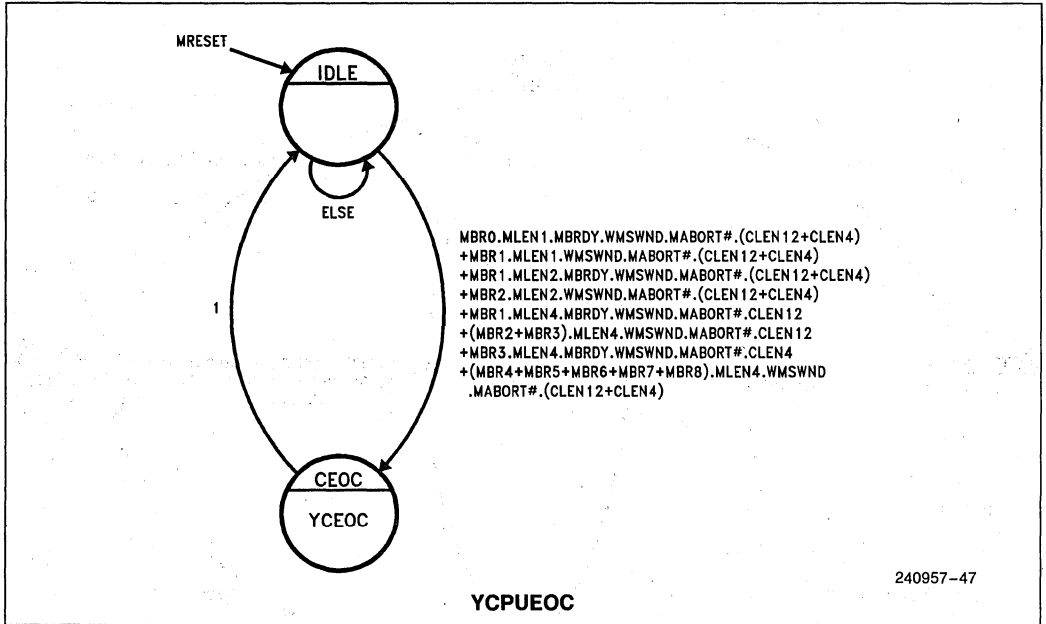 MRESET
IDLE
ELSE
MBR0.MLEN1.MBRDY.WMSWND.MABORT#.(CLEN12+CLEN4)
+MBR1.MLEN1.WMSWND.MABORT#.(CLEN12+CLEN4)
+MBR1.MLEN2.MBRDY.WMSWND.MABORT#.(CLEN12+CLEN4)
+MBR2.MLEN2.WMSWND.MABORT#.(CLEN12+CLEN4)
1
+MBR1.MLEN4.MBRDY.WMSWND.MABORT#.CLEN12
+(MBR2+MBR3).MLEN4.WMSWND.MABORT#.CLEN12
+MBR3.MLEN4.MBRDY.WMSWND.MABORT#.CLEN4
+(MBR4+MBR5+MBR6+MBR7+MBR8).MLEN4.WMSWND
.MABORT#.(CLEN12+CLEN4)
CEOC
YCEOC
240957–47
YCPUEOC